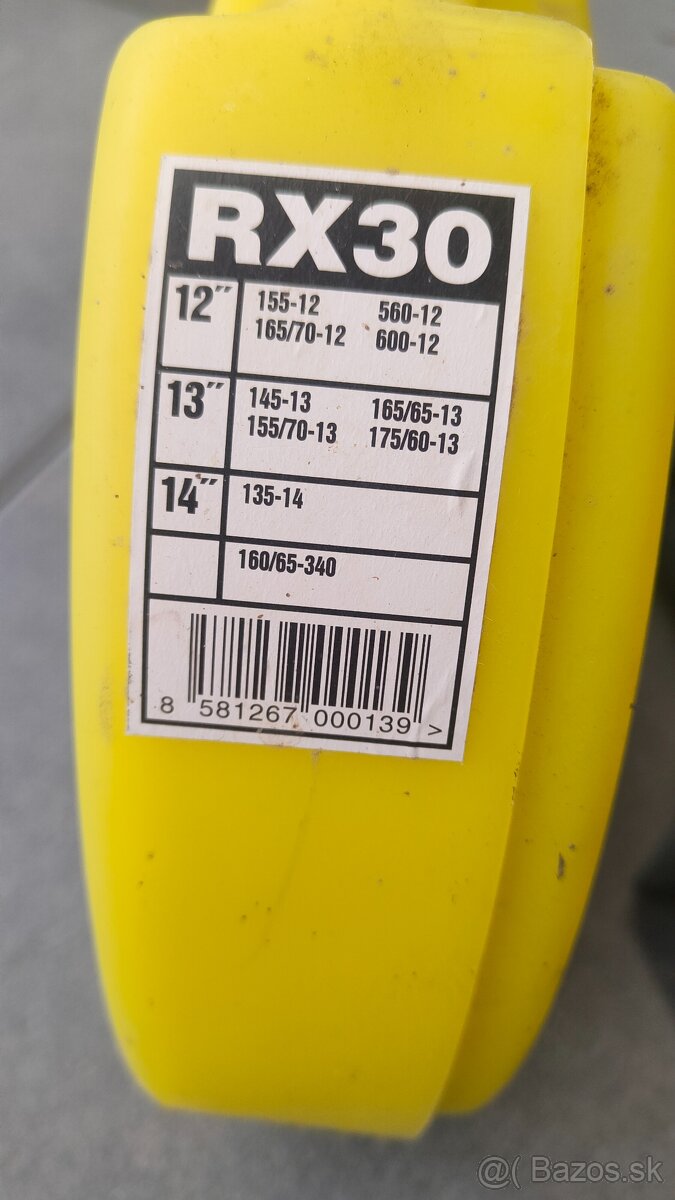 RX30
12″ 155-12 560-12
165/70-12 600-12
13″ 145-13 165/65-13
155/70-13 175/60-13
14″ 135-14
160/65-340
8 581267 000139 >
@( Bazos.sk